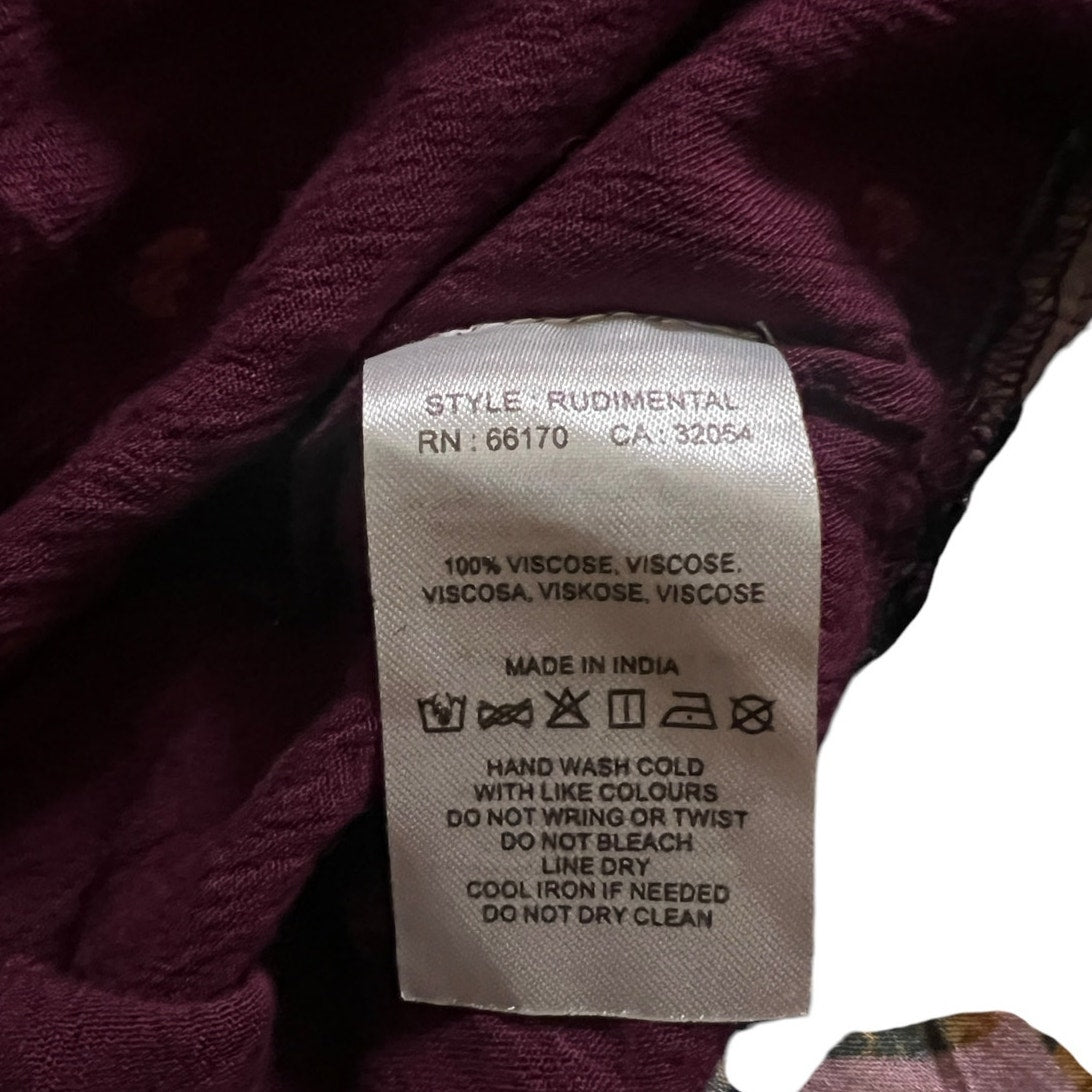 STYLE : RUDIMENTAL
RN : 66170 CA : 32054
100% VISCOSE, VISCOSE,
VISCOSA, VISKOSE, VISCOSE
MADE IN INDIA
HAND WASH COLD
WITH LIKE COLOURS
DO NOT WRING OR TWIST
DO NOT BLEACH
LINE DRY
COOL IRON IF NEEDED
DO NOT DRY CLEAN